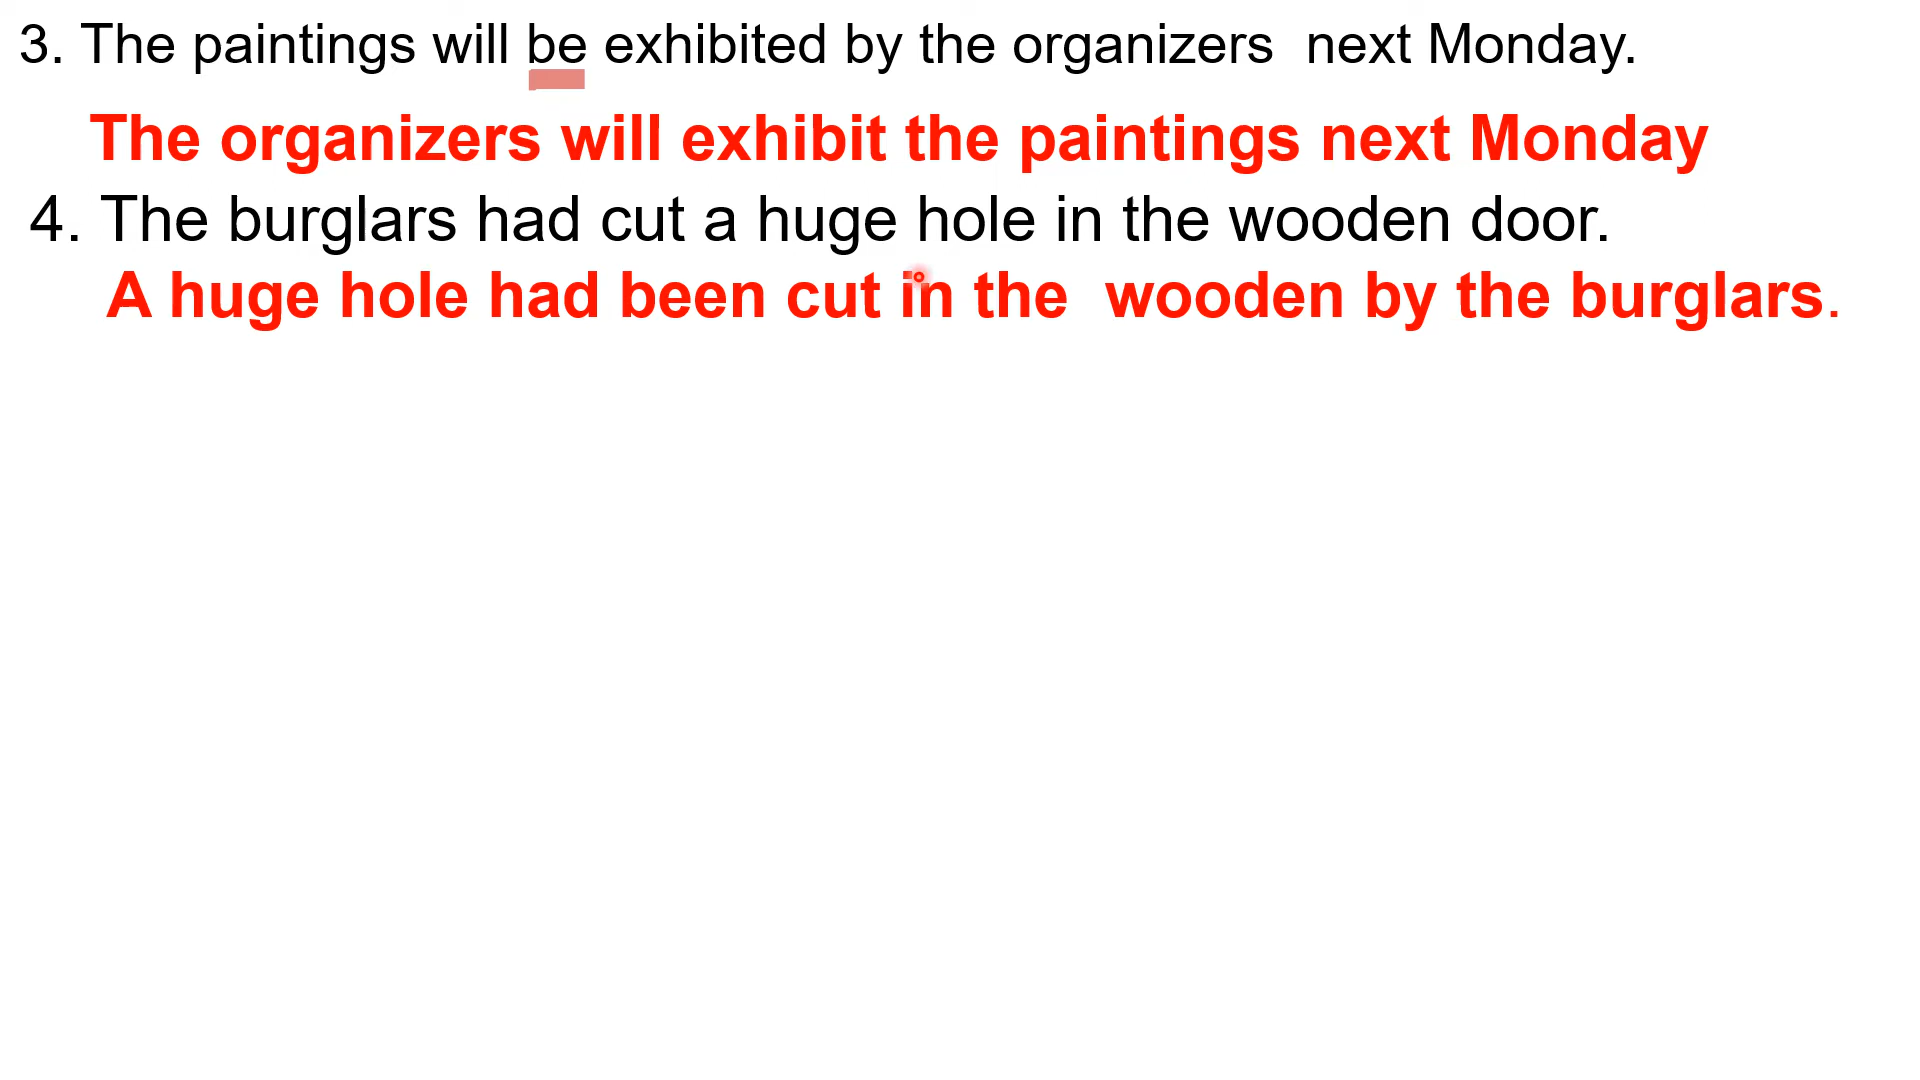 3. The paintings will be exhibited by the organizers  next Monday.
The organizers will exhibit the paintings next Monday
4. The burglars had cut a huge hole in the wooden door.
A huge hole had been cut in the  wooden by the burglars.